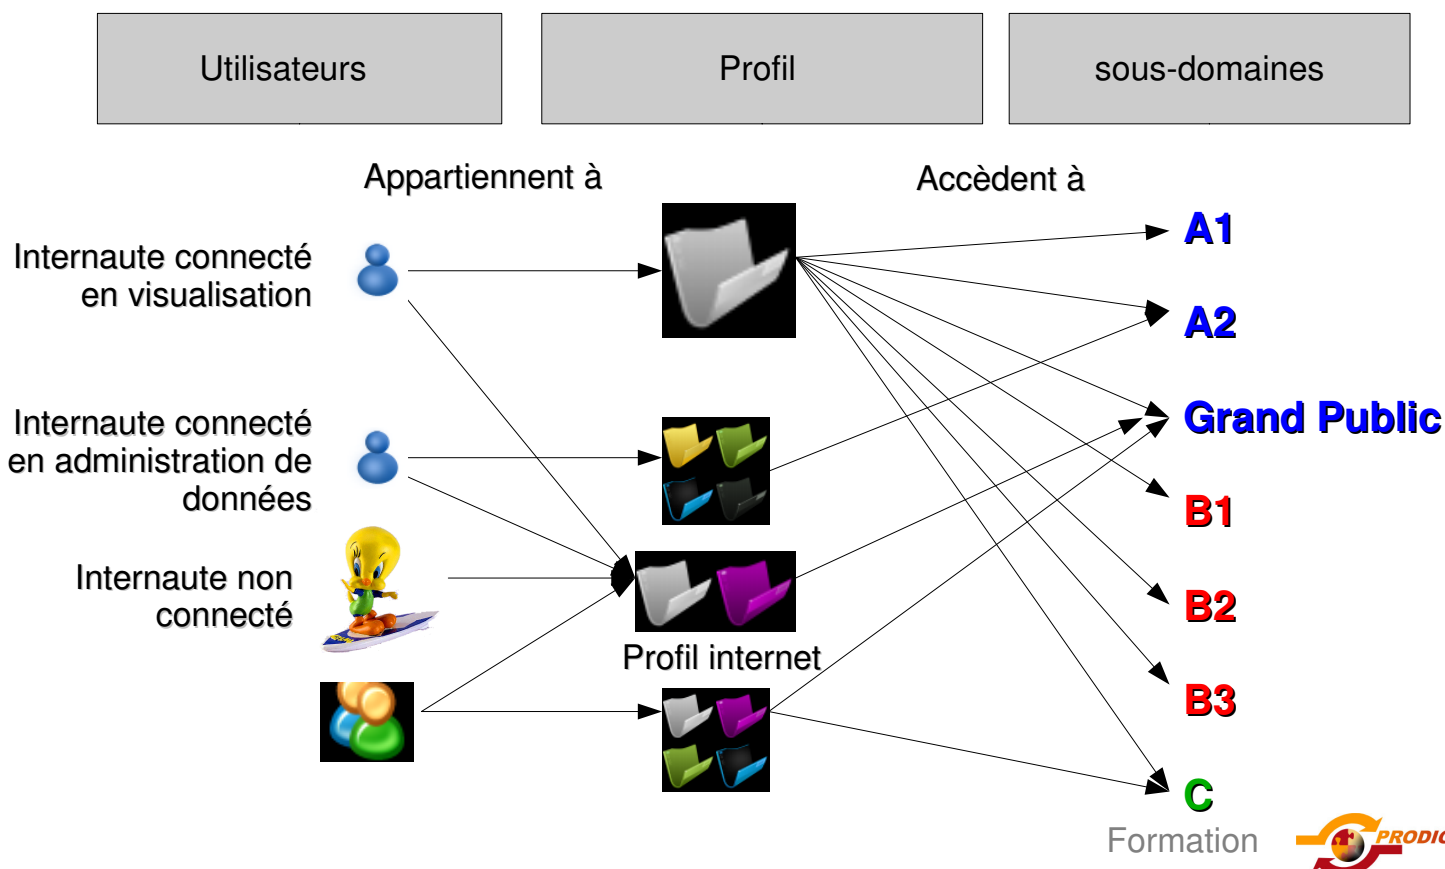 Utilisateurs
Profil
sous-domaines
Appartiennent à
Accèdent à
Internaute connecté
en visualisation
A1
A2
Internaute connecté
en administration de
données
Grand Public
B1
Internaute non
connecté
B2
Profil internet
B3
C
Formation
PRODIG